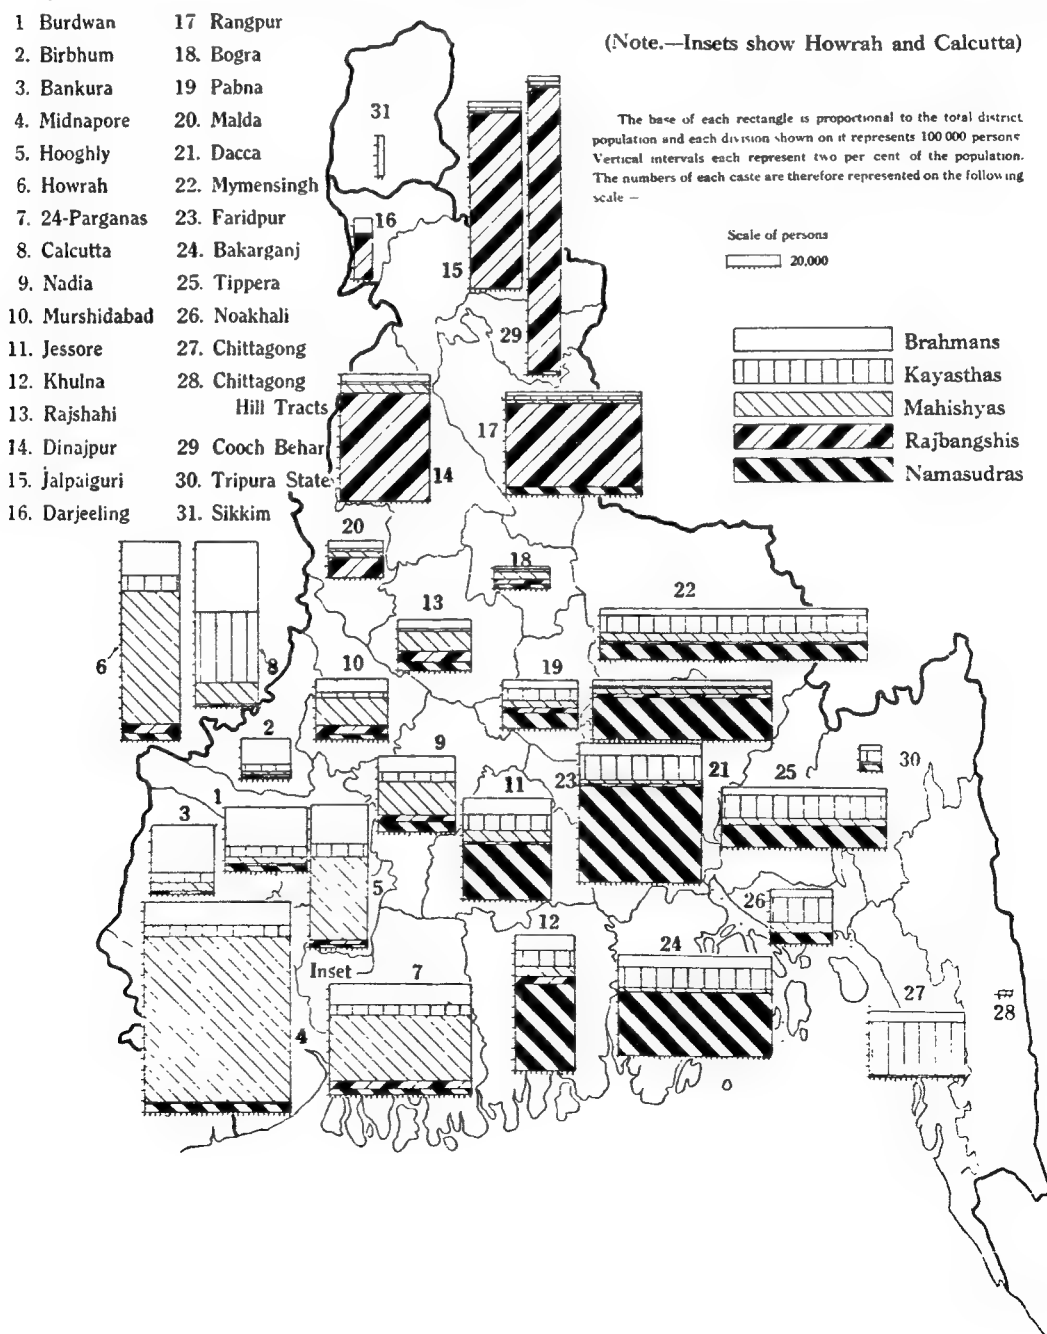 1 Burdwan
2. Birbhum
3. Bankura
4. Midnapore
5. Hooghly
6. Howrah
7. 24-Parganas
8. Calcutta
9. Nadia
10. Murshidabad
11. Jessore
12. Khulna
13. Rajshahi
14. Dinajpur
15. Jalpaiguri
16. Darjeeling
17 Rangpur
18. Bogra
19 Pabna
20. Malda
21. Dacca
22. Mymensingh
23. Faridpur
24. Bakarganj
25. Tippera
26. Noakhali
27. Chittagong
28. Chittagong
Hill Tracts
29 Cooch Behar
30. Tripura State
31. Sikkim
(Note.—Insets show Howrah and Calcutta)
The base of each rectangle is proportional to the total district
population and each division shown on it represents 100 000 persons
Vertical intervals each represent two per cent of the population.
The numbers of each caste are therefore represented on the following
scale —
Scale of persons
20,000
Brahmans
Kayasthas
Mahishyas
Rajbangshis
Namasudras
31
16
15
29
17
14
20
18
13
22
6
8
10
19
2
9
30
1
11
23
21
25
3
5
26
12
24
Inset
7
27
28
4